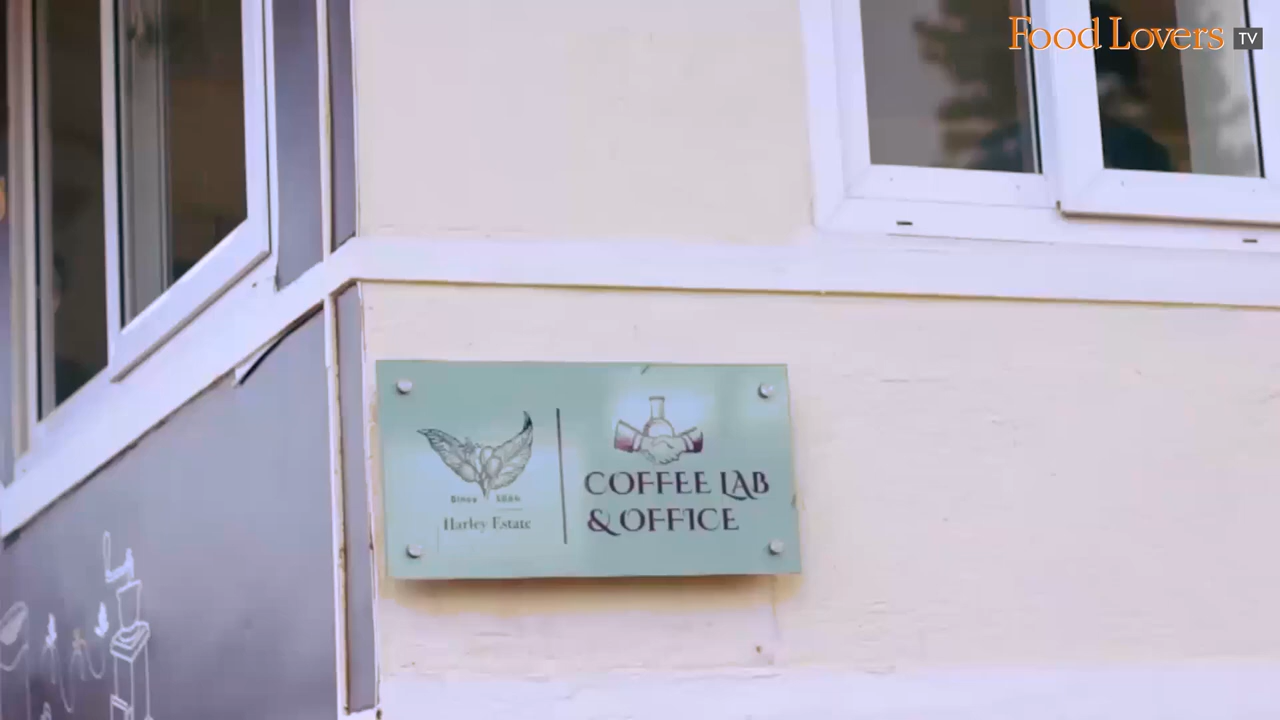 Food Lovers TV
Since
Harley Estate
COFFEE LAB
& OFFICE